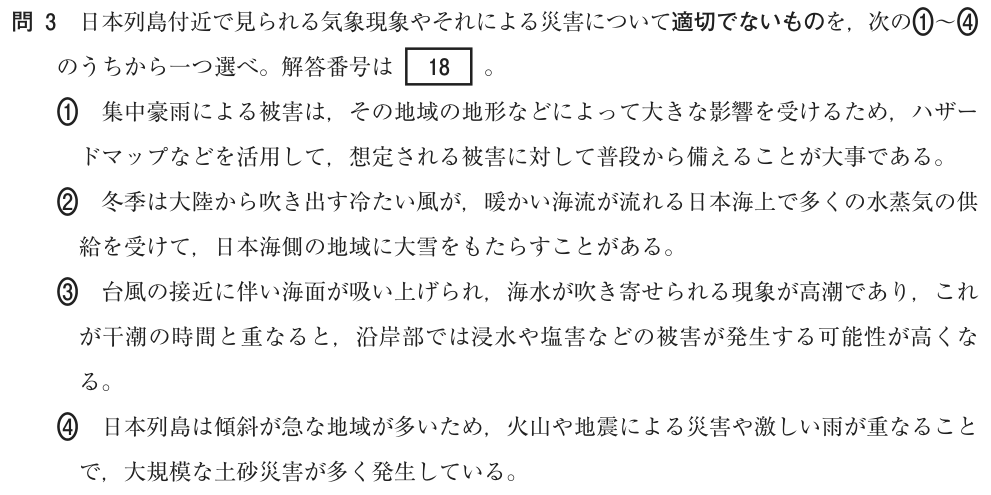 問 3 日本列島付近で見られる気象現象やそれによる災害について適切でないものを，次の①～④
のうちから一つ選べ。解答番号は 18 。
① 集中豪雨による被害は，その地域の地形などによって大きな影響を受けるため，ハザー
ドマップなどを活用して，想定される被害に対して普段から備えることが大事である。
② 冬季は大陸から吹き出す冷たい風が，暖かい海流が流れる日本海上で多くの水蒸気の供
給を受けて，日本海側の地域に大雪をもたらすことがある。
③ 台風の接近に伴い海面が吸い上げられ，海水が吹き寄せられる現象が高潮であり，これ
が干潮の時間と重なると，沿岸部では浸水や塩害などの被害が発生する可能性が高くな
る。
④ 日本列島は傾斜が急な地域が多いため，火山や地震による災害や激しい雨が重なること
で，大規模な土砂災害が多く発生している。